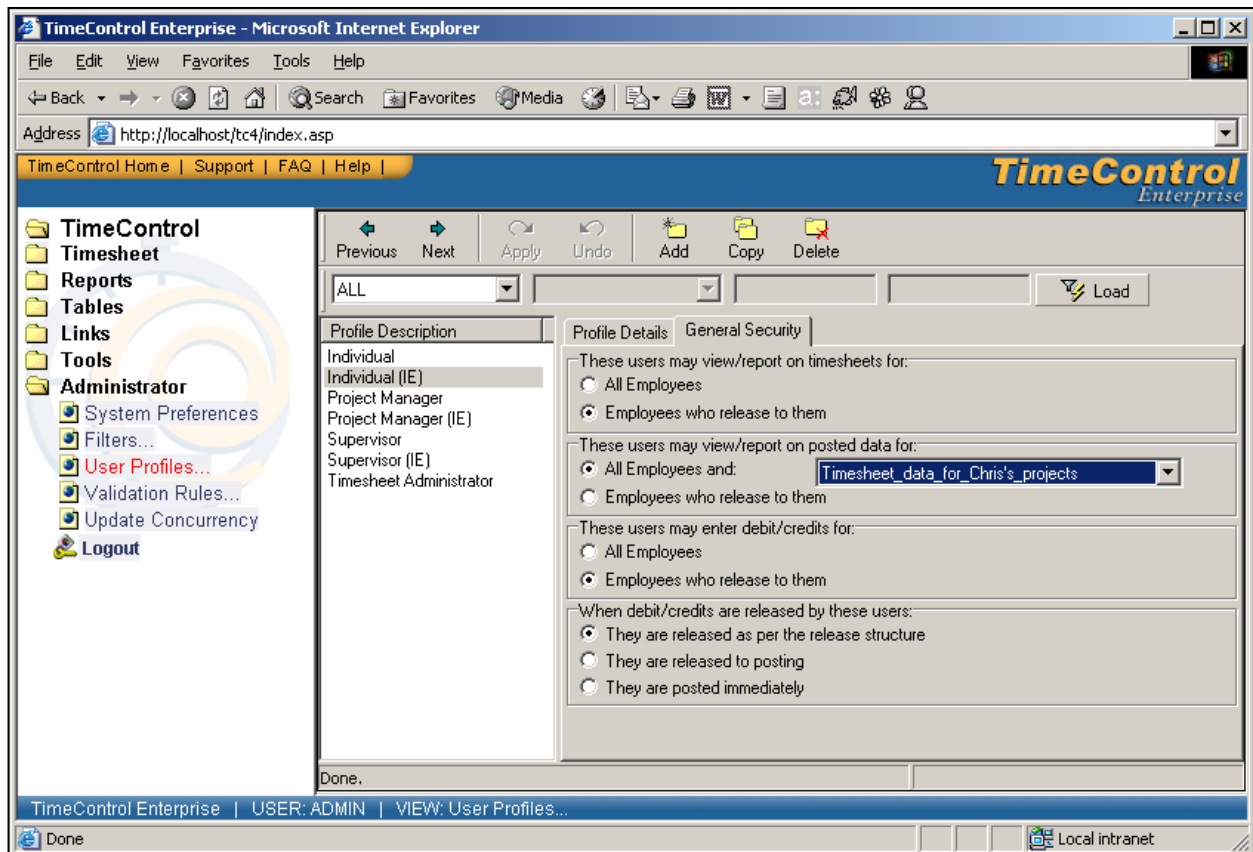 TimeControl Enterprise - Microsoft Internet Explorer
File Edit View Favorites Tools Help
Back Search Favorites Media
Address http://localhost/tc4/index.asp
TimeControl Home | Support | FAQ | Help |
TimeControl
Enterprise
TimeControl
Timesheet
Reports
Tables
Links
Tools
Administrator
System Preferences
Filters...
User Profiles...
Validation Rules...
Update Concurrency
Logout
Previous Next Apply Undo Add Copy Delete
ALL Load
Profile Description
Individual
Individual (IE)
Project Manager
Project Manager (IE)
Supervisor
Supervisor (IE)
Timesheet Administrator
Profile Details General Security
These users may view/report on timesheets for:
All Employees
Employees who release to them
These users may view/report on posted data for:
All Employees and: Timesheet_data_for_Chris's_projects
Employees who release to them
These users may enter debit/credits for:
All Employees
Employees who release to them
When debit/credits are released by these users:
They are released as per the release structure
They are released to posting
They are posted immediately
Done.
TimeControl Enterprise | USER: ADMIN | VIEW: User Profiles...
Done Local intranet